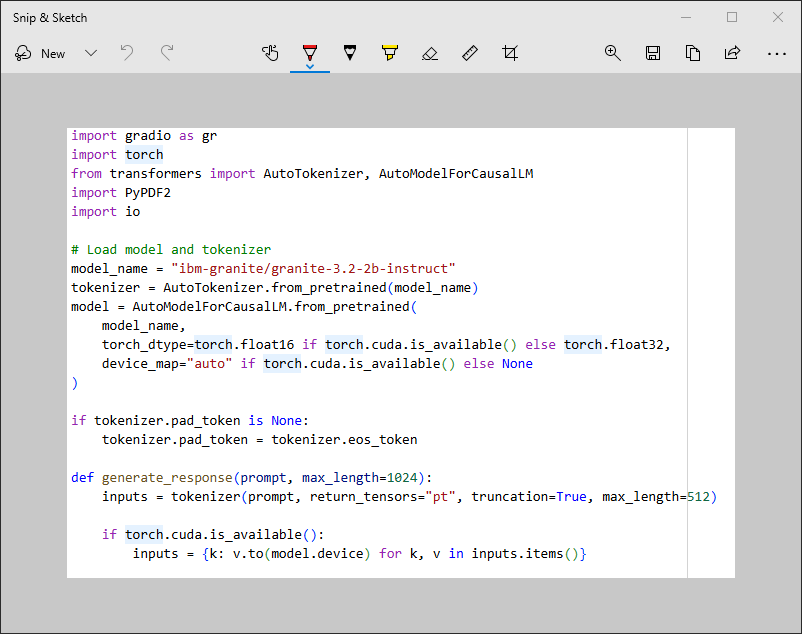 Snip & Sketch
New
import gradio as gr
import torch
from transformers import AutoTokenizer, AutoModelForCausalLM
import PyPDF2
import io

# Load model and tokenizer
model_name = "ibm-granite/granite-3.2-2b-instruct"
tokenizer = AutoTokenizer.from_pretrained(model_name)
model = AutoModelForCausalLM.from_pretrained(
    model_name,
    torch_dtype=torch.float16 if torch.cuda.is_available() else torch.float32,
    device_map="auto" if torch.cuda.is_available() else None
)

if tokenizer.pad_token is None:
    tokenizer.pad_token = tokenizer.eos_token

def generate_response(prompt, max_length=1024):
    inputs = tokenizer(prompt, return_tensors="pt", truncation=True, max_length=512)

    if torch.cuda.is_available():
        inputs = {k: v.to(model.device) for k, v in inputs.items()}